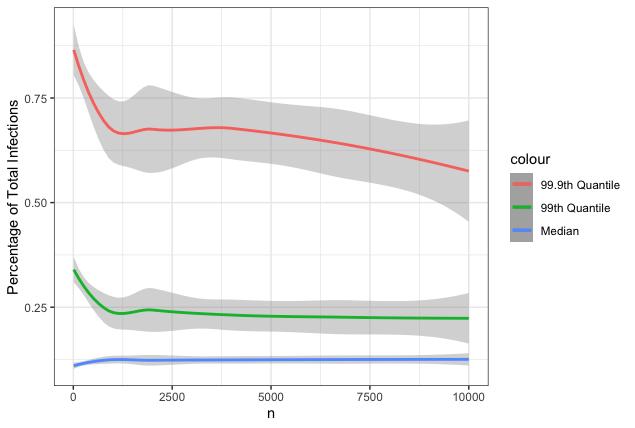 Percentage of Total Infections
0.75
0.50
0.25
0
2500
5000
7500
10000
n
colour
99.9th Quantile
99th Quantile
Median